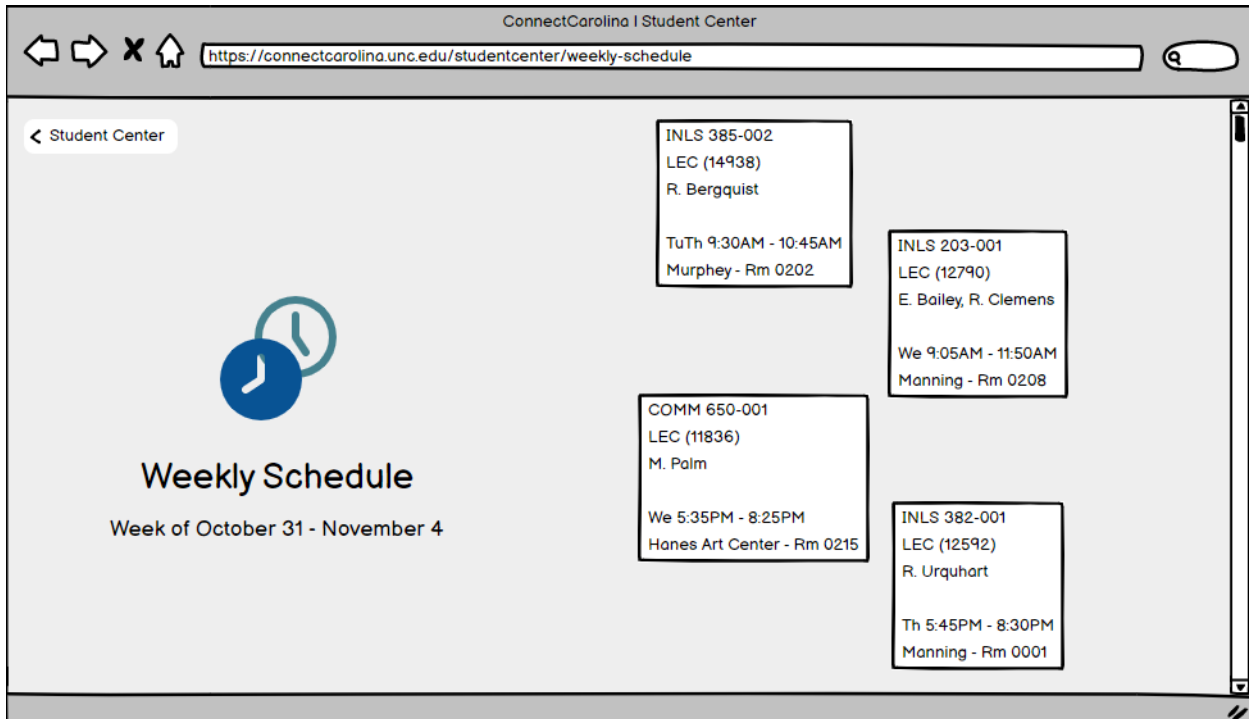 ConnectCarolina | Student Center
https://connectcarolina.unc.edu/studentcenter/weekly-schedule
Student Center
Weekly Schedule
Week of October 31 - November 4
INLS 385-002
LEC (14938)
R. Bergquist
TuTh 9:30AM - 10:45AM
Murphey - Rm 0202
INLS 203-001
LEC (12790)
E. Bailey, R. Clemens
We 9:05AM - 11:50AM
Manning - Rm 0208
COMM 650-001
LEC (11836)
M. Palm
We 5:35PM - 8:25PM
Hanes Art Center - Rm 0215
INLS 382-001
LEC (12592)
R. Urquhart
Th 5:45PM - 8:30PM
Manning - Rm 0001